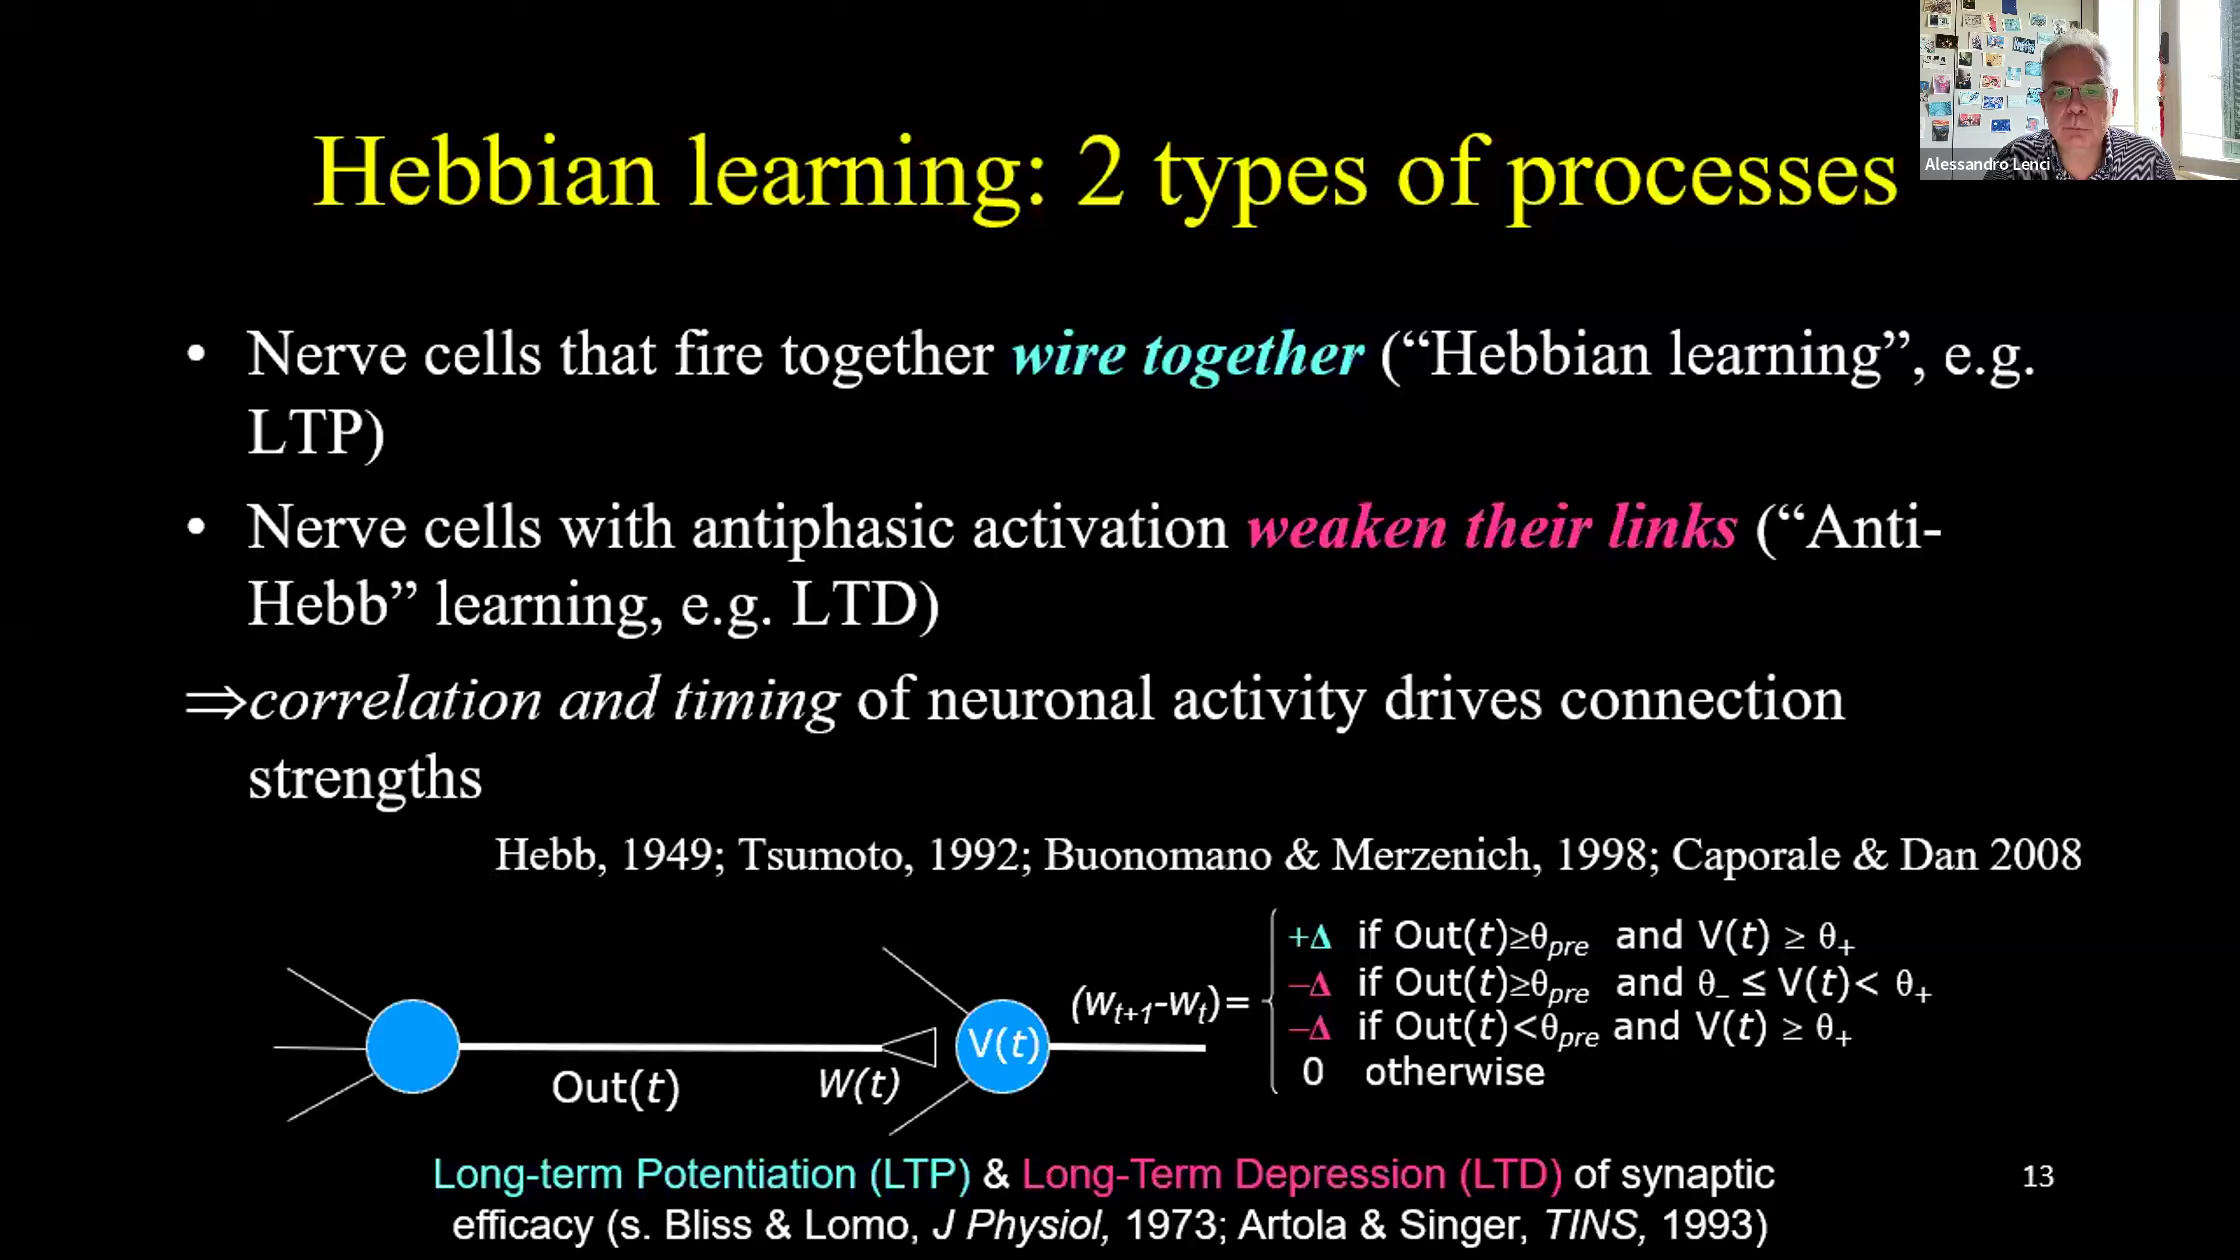 Alessandro Lenci
Hebbian learning: 2 types of processes
• Nerve cells that fire together wire together (“Hebbian learning”, e.g.
LTP)
• Nerve cells with antiphasic activation weaken their links (“Anti-
Hebb” learning, e.g. LTD)
⇒correlation and timing of neuronal activity drives connection
strengths
Hebb, 1949; Tsumoto, 1992; Buonomano & Merzenich, 1998; Caporale & Dan 2008
Out(t)
W(t)
V(t)
(wt+1-wt)=
+Δ if Out(t)≥θpre and V(t) ≥ θ+
−Δ if Out(t)≥θpre and θ− ≤ V(t)< θ+
−Δ if Out(t)<θpre and V(t) ≥ θ+
0 otherwise
Long-term Potentiation (LTP) & Long-Term Depression (LTD) of synaptic
efficacy (s. Bliss & Lomo, J Physiol, 1973; Artola & Singer, TINS, 1993)
13